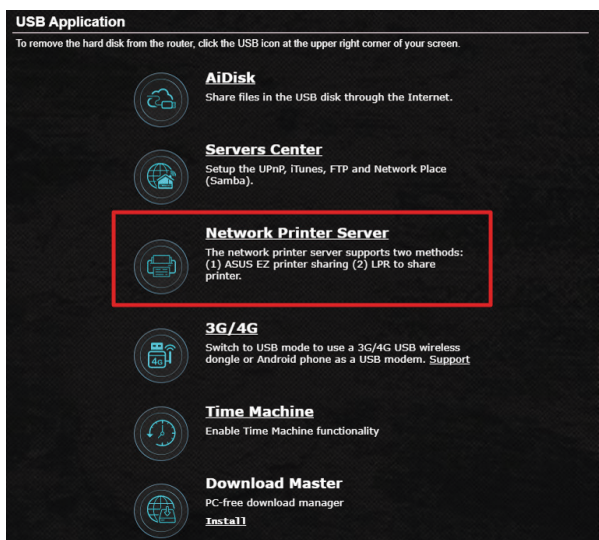 USB Application
To remove the hard disk from the router, click the USB icon at the upper right corner of your screen.
AiDisk
Share files in the USB disk through the Internet.
Servers Center
Setup the UPnP, iTunes, FTP and Network Place
(Samba).
Network Printer Server
The network printer server supports two methods:
(1) ASUS EZ printer sharing (2) LPR to share
printer.
3G/4G
4G
Switch to USB mode to use a 3G/4G USB wireless
dongle or Android phone as a USB modem. Support
Time Machine
Enable Time Machine functionality
Download Master
PC-free download manager
Install